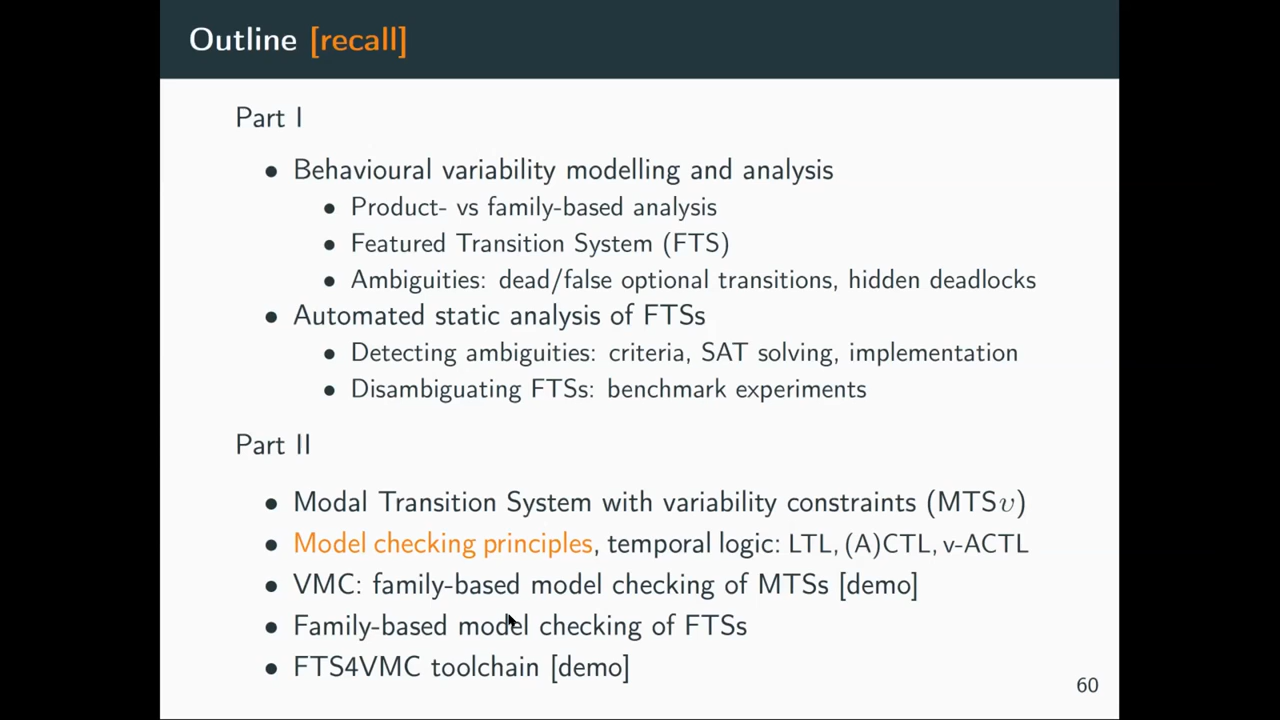 Outline [recall]
Part I
• Behavioural variability modelling and analysis
• Product- vs family-based analysis
• Featured Transition System (FTS)
• Ambiguities: dead/false optional transitions, hidden deadlocks
• Automated static analysis of FTSs
• Detecting ambiguities: criteria, SAT solving, implementation
• Disambiguating FTSs: benchmark experiments
Part II
• Modal Transition System with variability constraints (MTSυ)
• Model checking principles, temporal logic: LTL, (A)CTL, v-ACTL
• VMC: family-based model checking of MTSs [demo]
• Family-based model checking of FTSs
• FTS4VMC toolchain [demo]
60